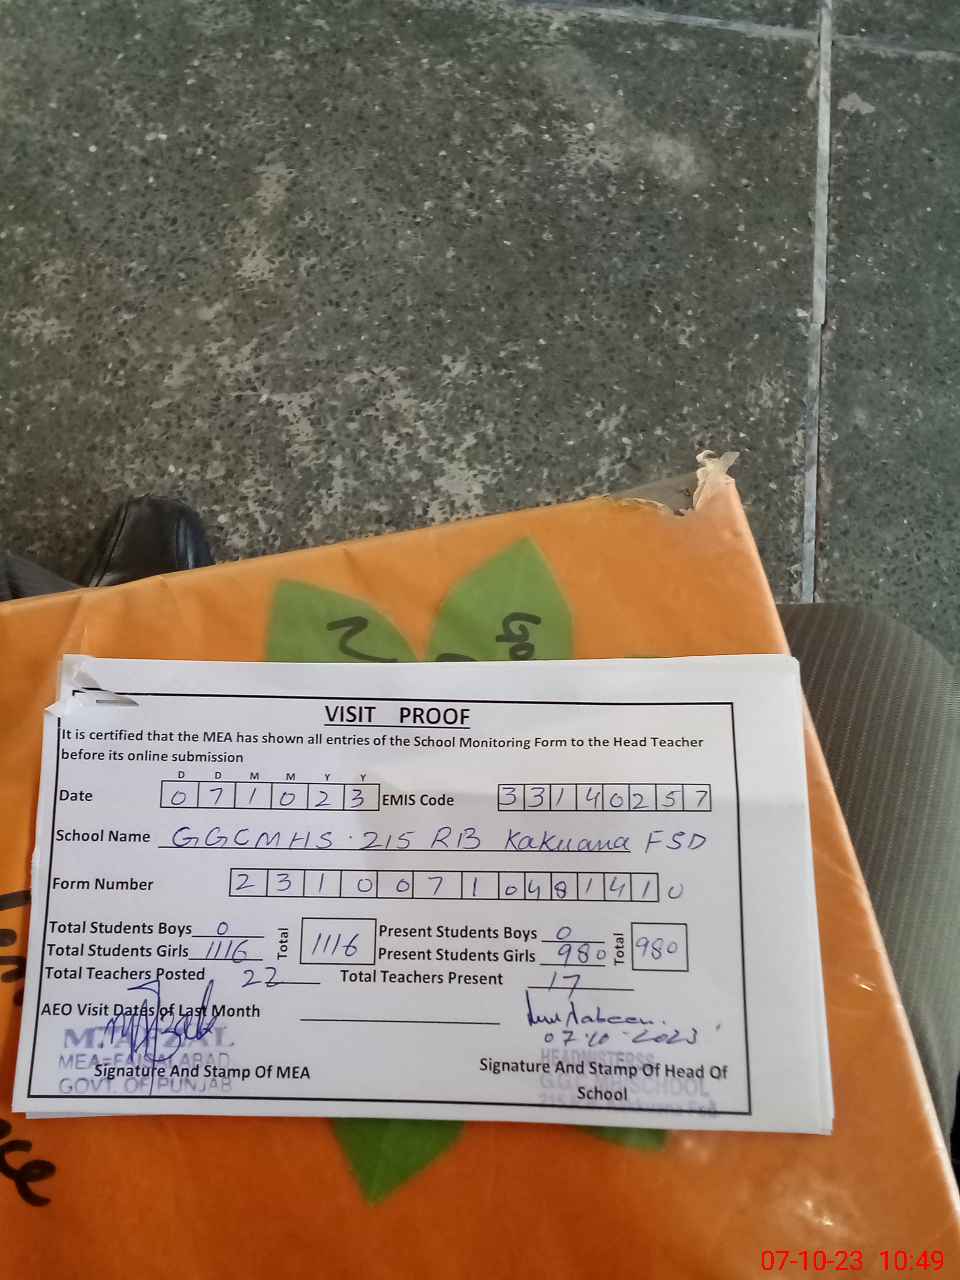 VISIT PROOF
It is certified that the MEA has shown all entries of the School Monitoring Form to the Head Teacher
before its online submission
D D M M Y Y
Date 071023 EMIS Code 33140257
School Name GGCMHS 215 RB Kakuana FSD
Form Number 23100710481410
Total Students Boys 0 Present Students Boys 0
Total Students Girls 1116 Total 1116 Present Students Girls 980 Total 980
Total Teachers Posted 22 Total Teachers Present 17
AEO Visit Dates of Last Month
07.10.2023
M. AFZAL
MEA=FAISALABAD
GOVT. OF PUNJAB
Signature And Stamp Of MEA
HEADMISTERSS
SCHOOL
Signature And Stamp Of Head Of
School
07-10-23 10:49